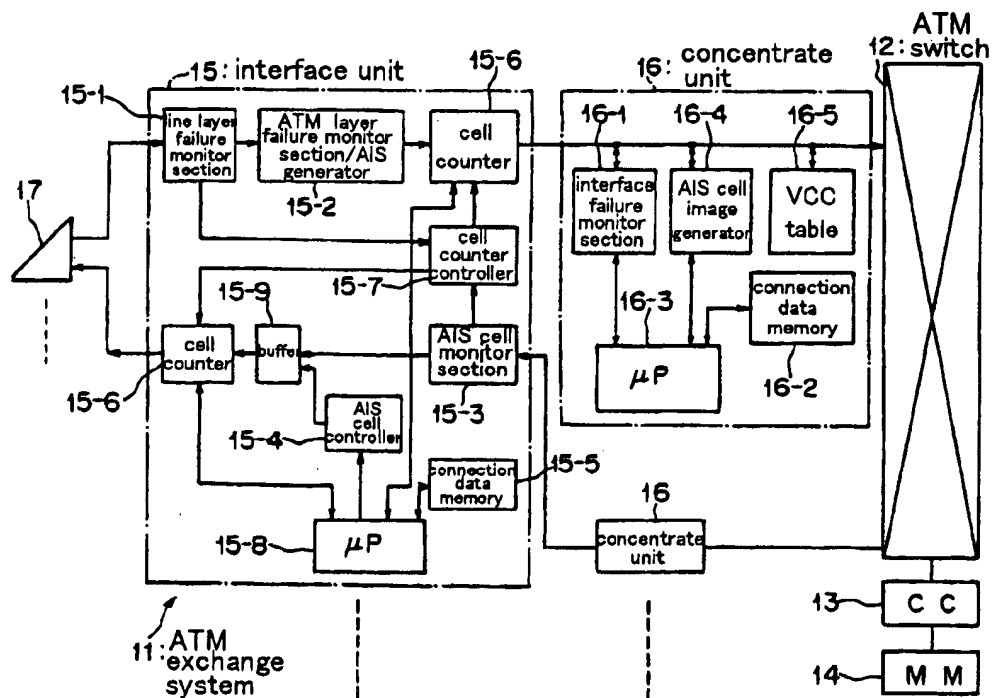 ATM
12: switch
15: interface unit
15-6
16: concentrate
unit
15-1
line layer
failure
monitor
section
ATM layer
failure monitor
section/AIS
generator
15-2
cell
counter
16-1
16-4
16-5
interface
failure
monitor
section
AIS cell
image
generator
VCC
table
17
cell
counter
controller
15-7
15-9
16-3
connection
data
memory
16-2
μP
cell
counter
15-6
buffer
AIS cell
monitor
section
15-3
AIS
cell
controller
15-4
connection
data
memory
15-5
16
concentrate
unit
15-8
μP
13
C C
14
M M
11: ATM
exchange
system